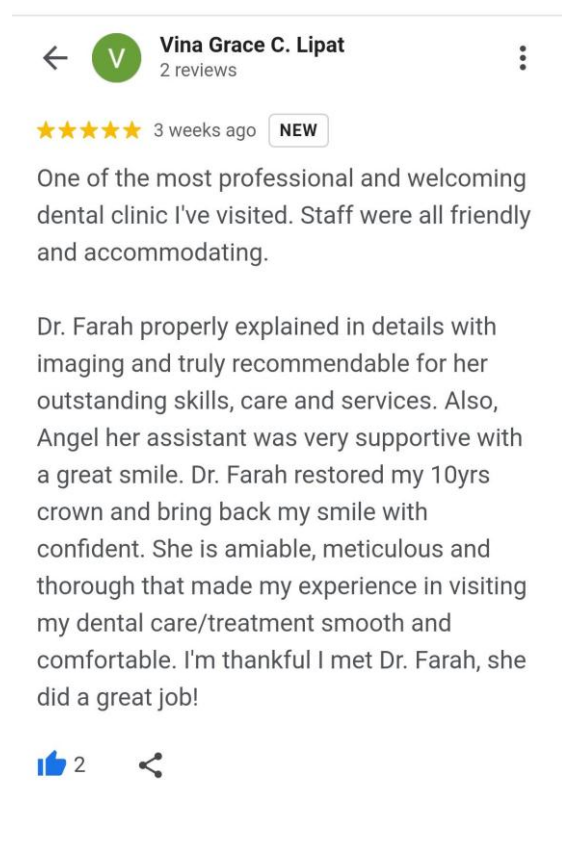 Vina Grace C. Lipat
V
2 reviews
3 weeks ago NEW
One of the most professional and welcoming
dental clinic I've visited. Staff were all friendly
and accommodating.
Dr. Farah properly explained in details with
imaging and truly recommendable for her
outstanding skills, care and services. Also,
Angel her assistant was very supportive with
a great smile. Dr. Farah restored my 10yrs
crown and bring back my smile with
confident. She is amiable, meticulous and
thorough that made my experience in visiting
my dental care/treatment smooth and
comfortable. I'm thankful I met Dr. Farah, she
did a great job!
2